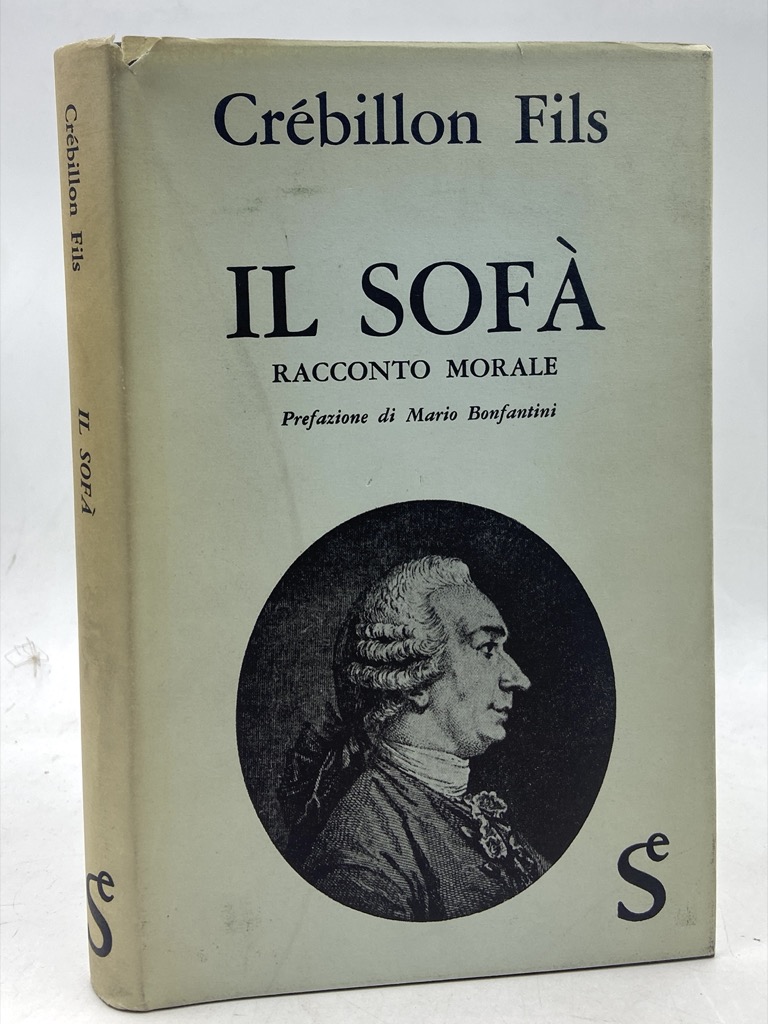 Crébillon Fils
IL SOFÀ
RACCONTO MORALE
Prefazione di Mario Bonfantini
Se
Crébillon Fils
IL SOFÀ
Se